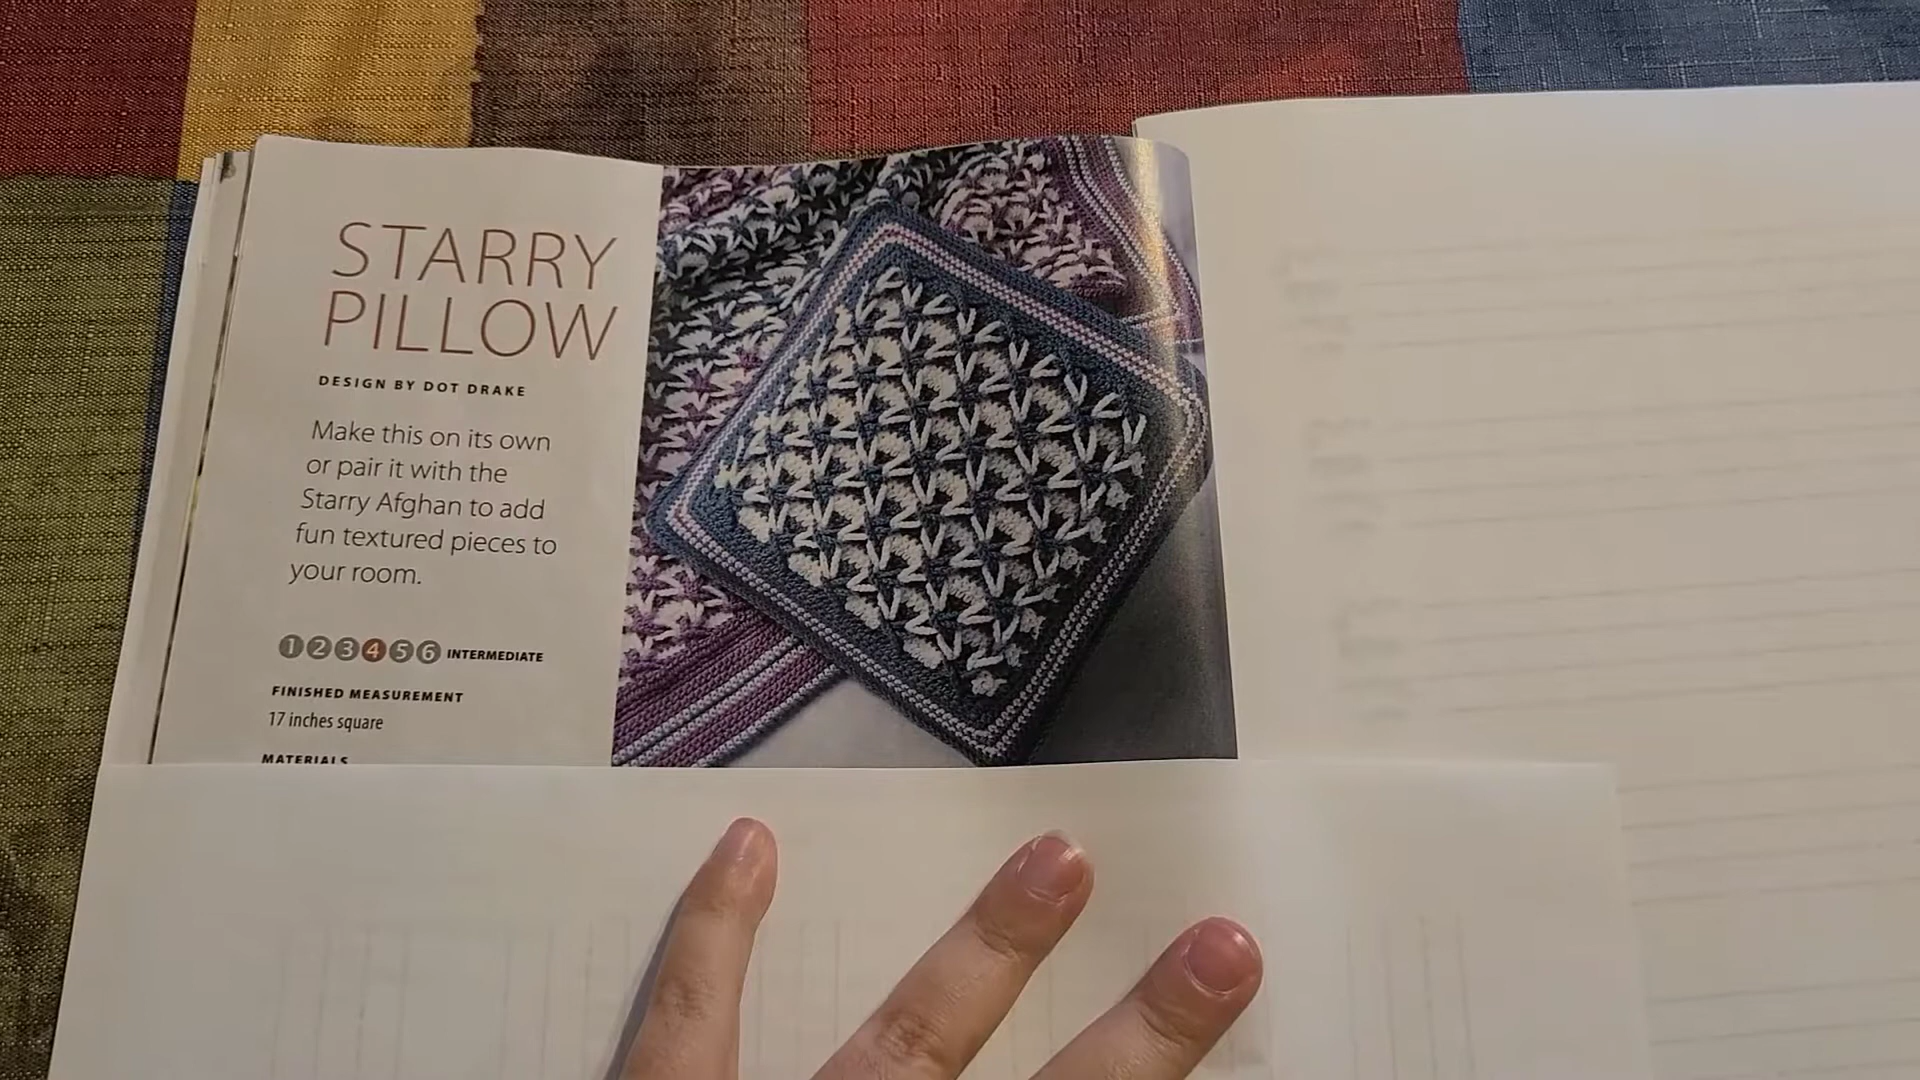 STARRY
PILLOW
DESIGN BY DOT DRAKE
Make this on its own
or pair it with the
Starry Afghan to add
fun textured pieces to
your room.
1 2 3 4 5 6 INTERMEDIATE
FINISHED MEASUREMENT
17 inches square
MATERIALS